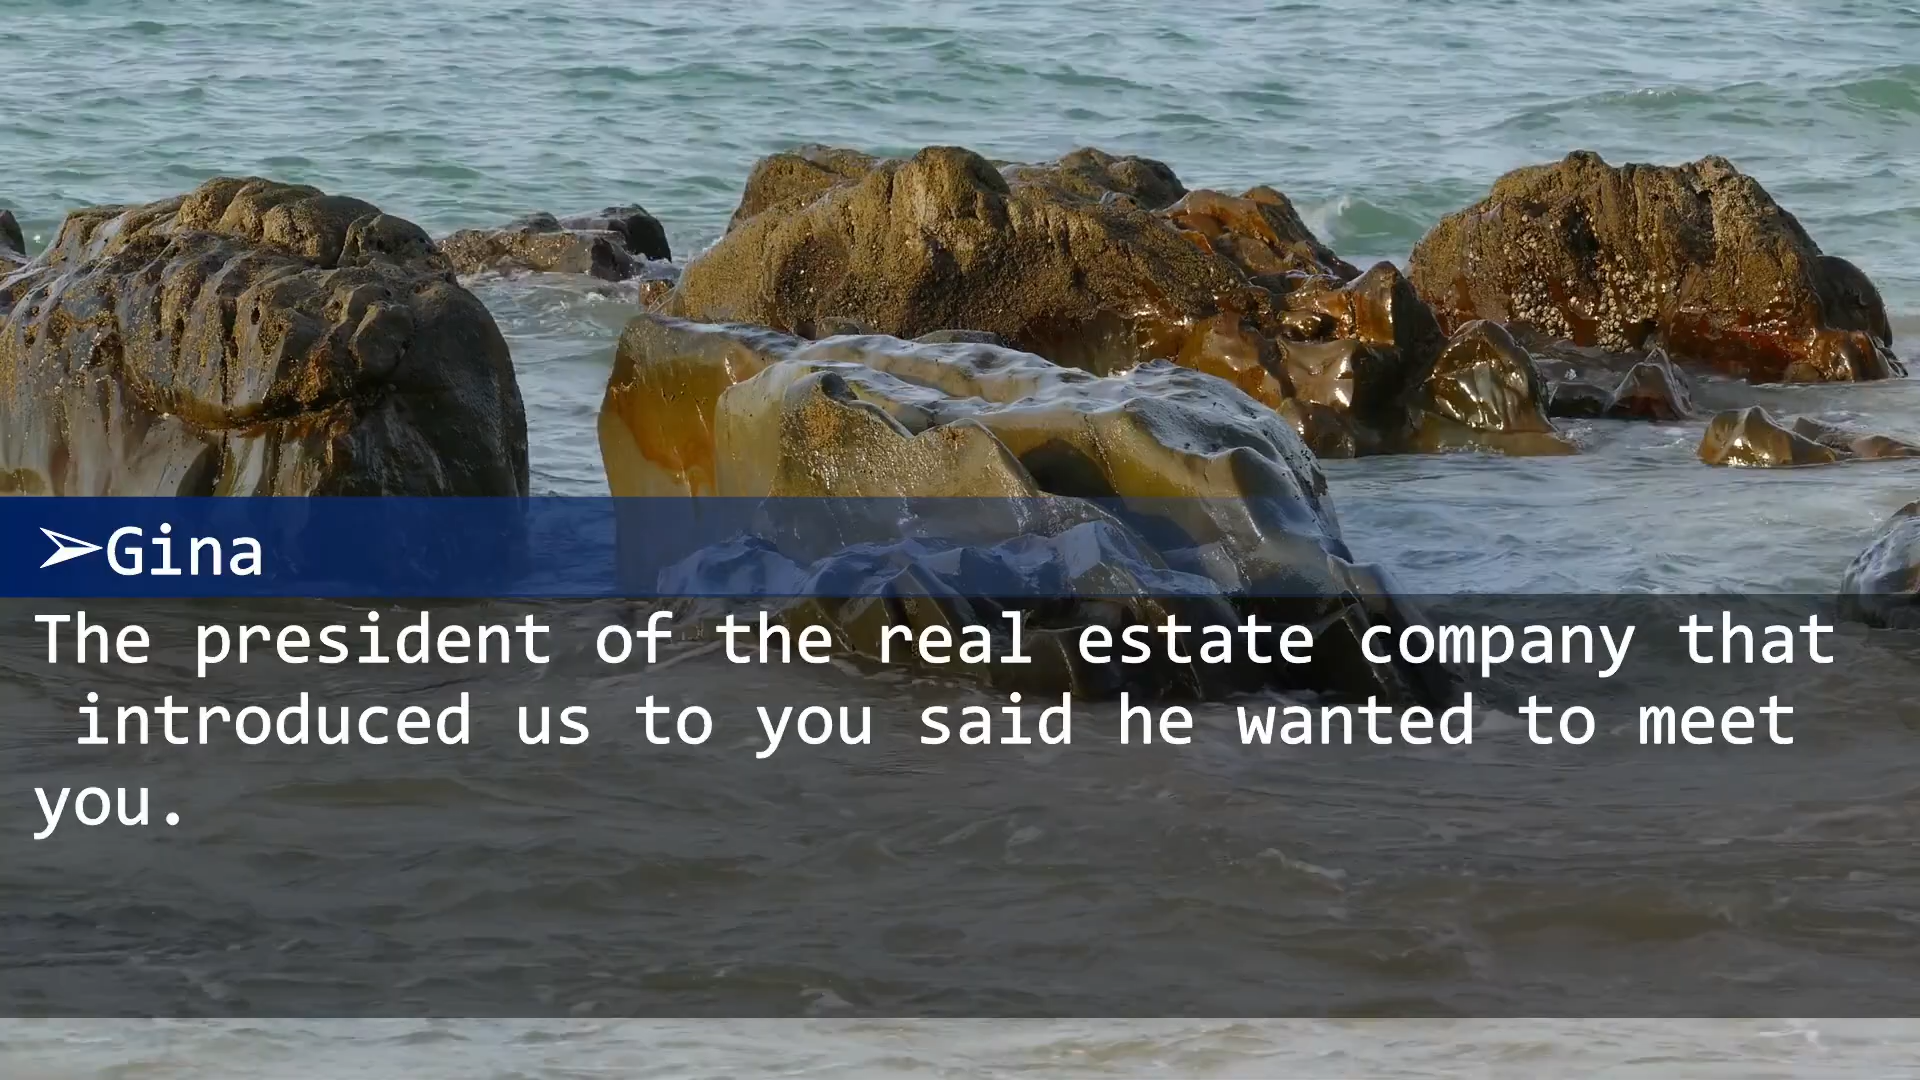 ➢Gina
The president of the real estate company that
introduced us to you said he wanted to meet
you.